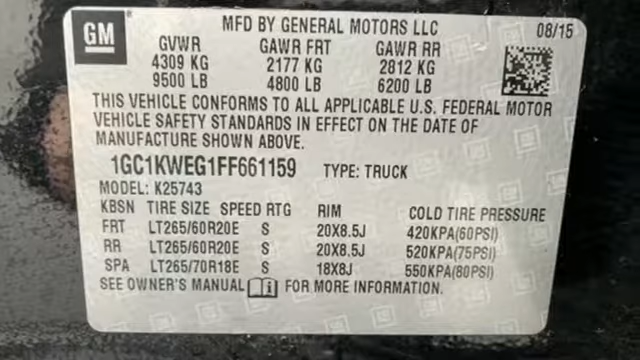 GM
MFD BY GENERAL MOTORS LLC 08/15
GVWR GAWR FRT GAWR RR
4309 KG 2177 KG 2812 KG
9500 LB 4800 LB 6200 LB
THIS VEHICLE CONFORMS TO ALL APPLICABLE U.S. FEDERAL MOTOR
VEHICLE SAFETY STANDARDS IN EFFECT ON THE DATE OF
MANUFACTURE SHOWN ABOVE.
1GC1KWEG1FF661159 TYPE: TRUCK
MODEL: K25743
KBSN TIRE SIZE SPEED RTG RIM COLD TIRE PRESSURE
FRT LT265/60R20E S 20X8.5J 420KPA(60PSI)
RR LT265/60R20E S 20X8.5J 520KPA(75PSI)
SPA LT265/70R18E S 18X8J 550KPA(80PSI)
SEE OWNER'S MANUAL FOR MORE INFORMATION.